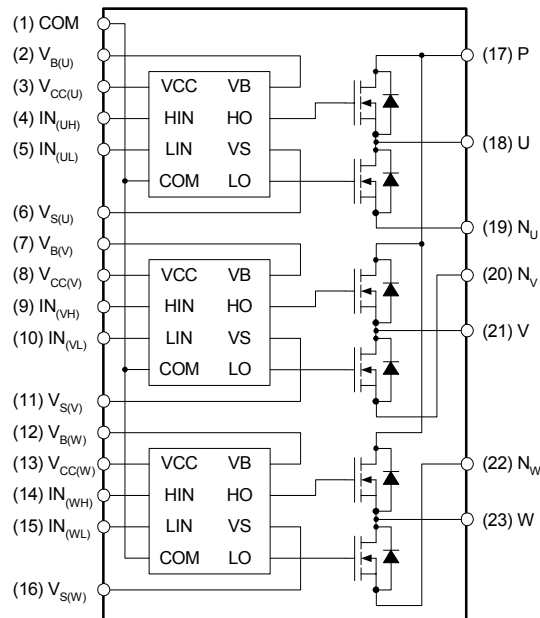 (1) COM
(2) V_B(U)
(3) V_CC(U)
(4) IN_(UH)
(5) IN_(UL)
(6) V_S(U)
(7) V_B(V)
(8) V_CC(V)
(9) IN_(VH)
(10) IN_(VL)
(11) V_S(V)
(12) V_B(W)
(13) V_CC(W)
(14) IN_(WH)
(15) IN_(WL)
(16) V_S(W)
VCC VB
HIN HO
LIN VS
COM LO
VCC VB
HIN HO
LIN VS
COM LO
VCC VB
HIN HO
LIN VS
COM LO
(17) P
(18) U
(19) N_U
(20) N_V
(21) V
(22) N_W
(23) W